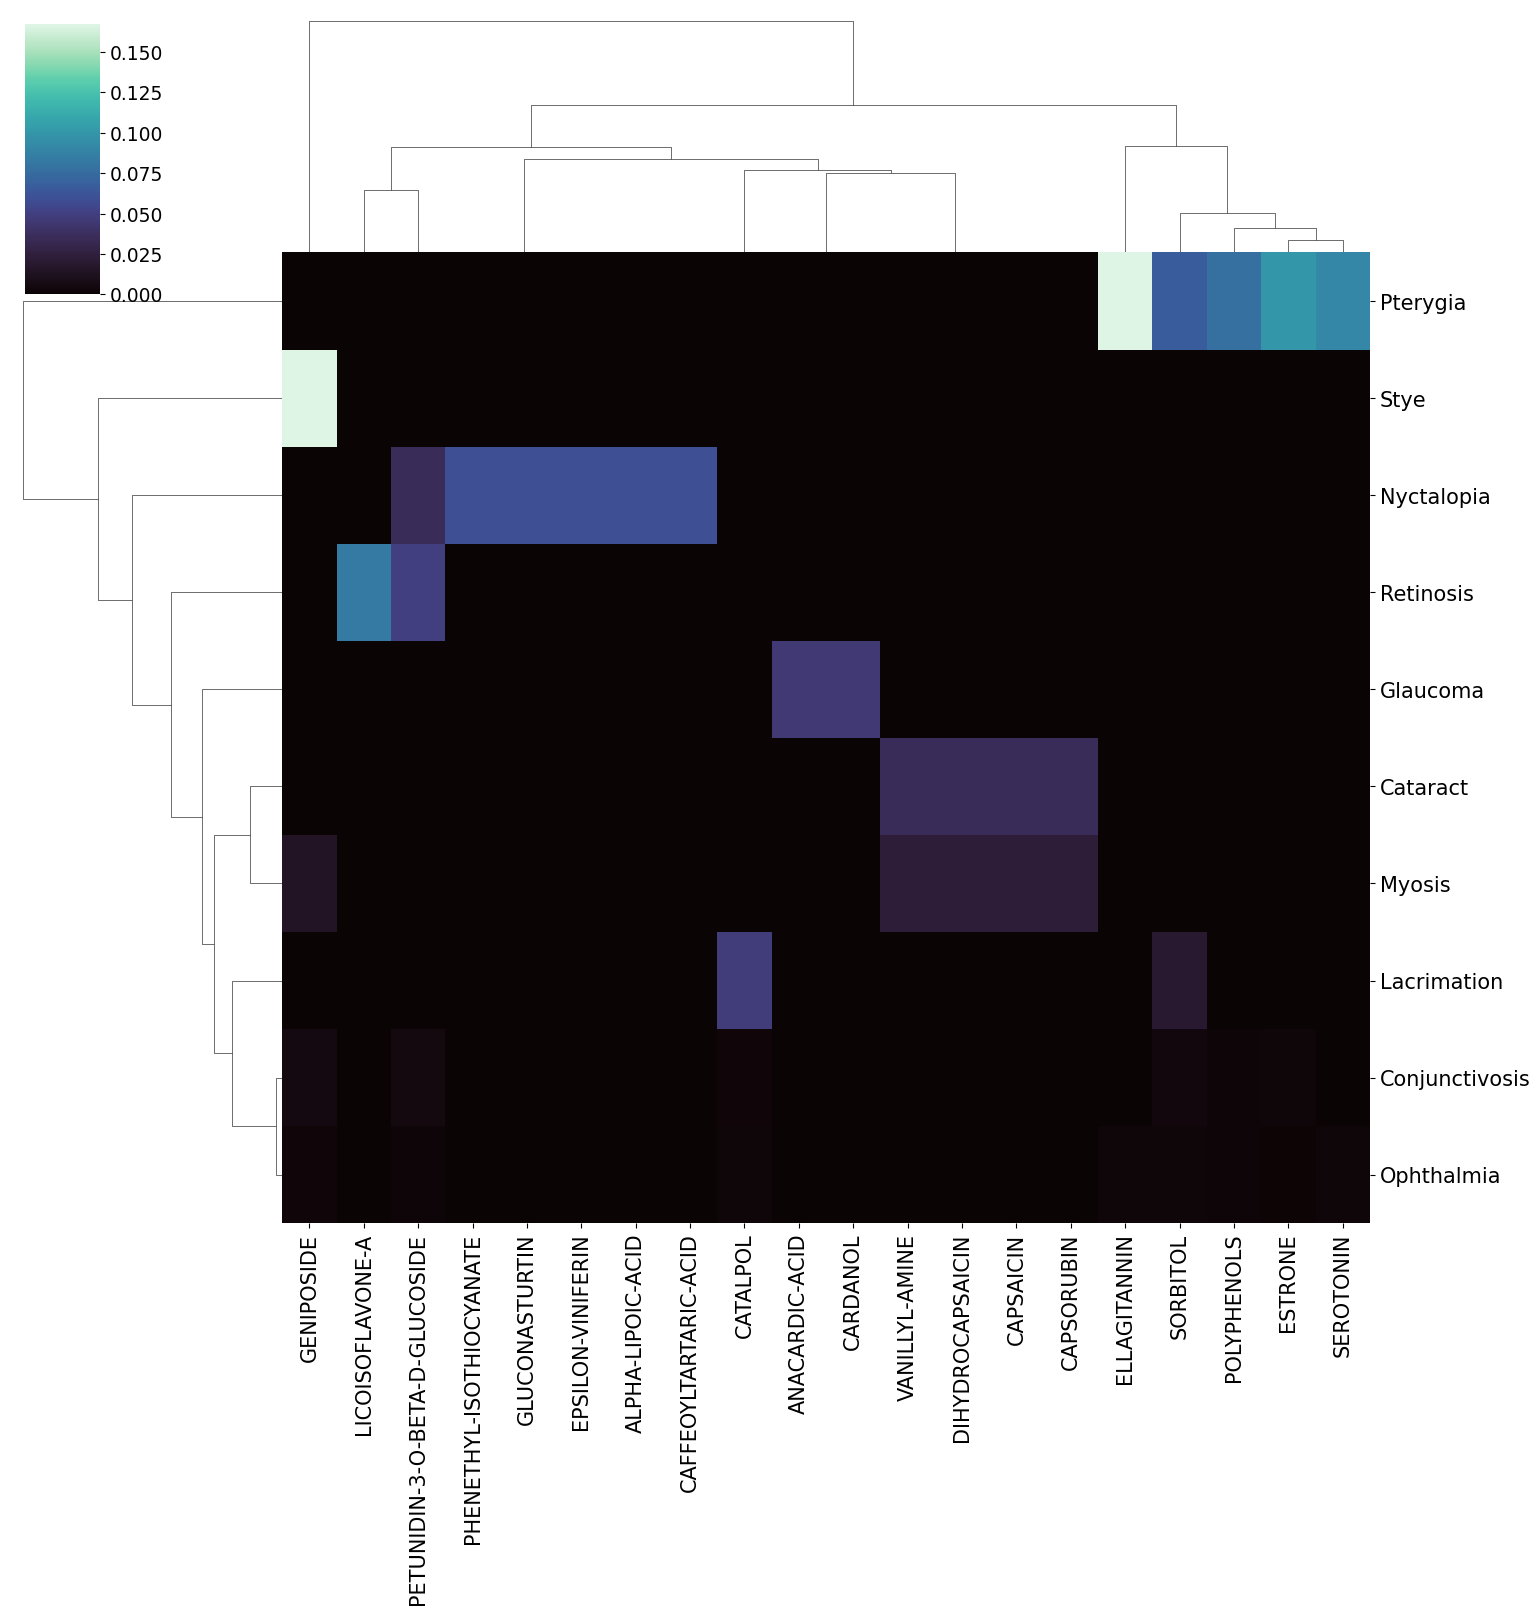 0.150
0.125
0.100
0.075
0.050
0.025
0.000
Pterygia
Stye
Nyctalopia
Retinosis
Glaucoma
Cataract
Myosis
Lacrimation
Conjunctivosis
Ophthalmia
GENIPOSIDE
LICOISOFLAVONE-A
PETUNIDIN-3-O-BETA-D-GLUCOSIDE
PHENETHYL-ISOTHIOCYANATE
GLUCONASTURTIN
EPSILON-VINIFERIN
ALPHA-LIPOIC-ACID
CAFFEOYLTARTARIC-ACID
CATALPOL
ANACARDIC-ACID
CARDANOL
VANILLYL-AMINE
DIHYDROCAPSAICIN
CAPSAICIN
CAPSORUBIN
ELLAGITANNIN
SORBITOL
POLYPHENOLS
ESTRONE
SEROTONIN